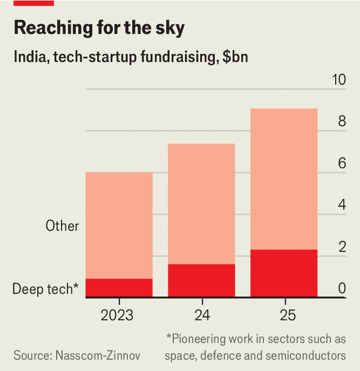 Reaching for the sky
India, tech-startup fundraising, $bn
10
8
6
4
Other
2
Deep tech*
0
2023
24
25
*Pioneering work in sectors such as
Source: Nasscom-Zinnov
space, defence and semiconductors